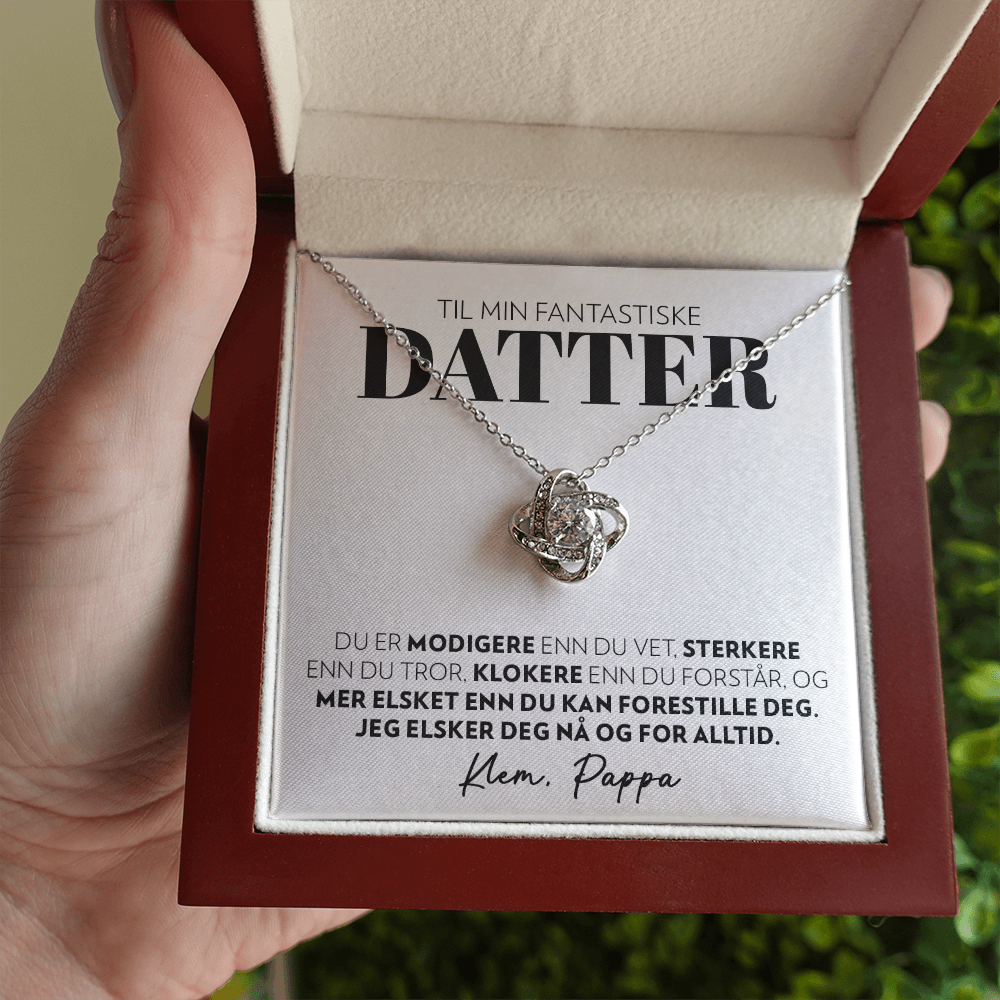 TIL MIN FANTASTISKE
DATTER
DU ER MODIGERE ENN DU VET, STERKERE
ENN DU TROR, KLOKERE ENN DU FORSTÅR, OG
MER ELSKET ENN DU KAN FORESTILLE DEG.
JEG ELSKER DEG NÅ OG FOR ALLTID.
Klem, Pappa